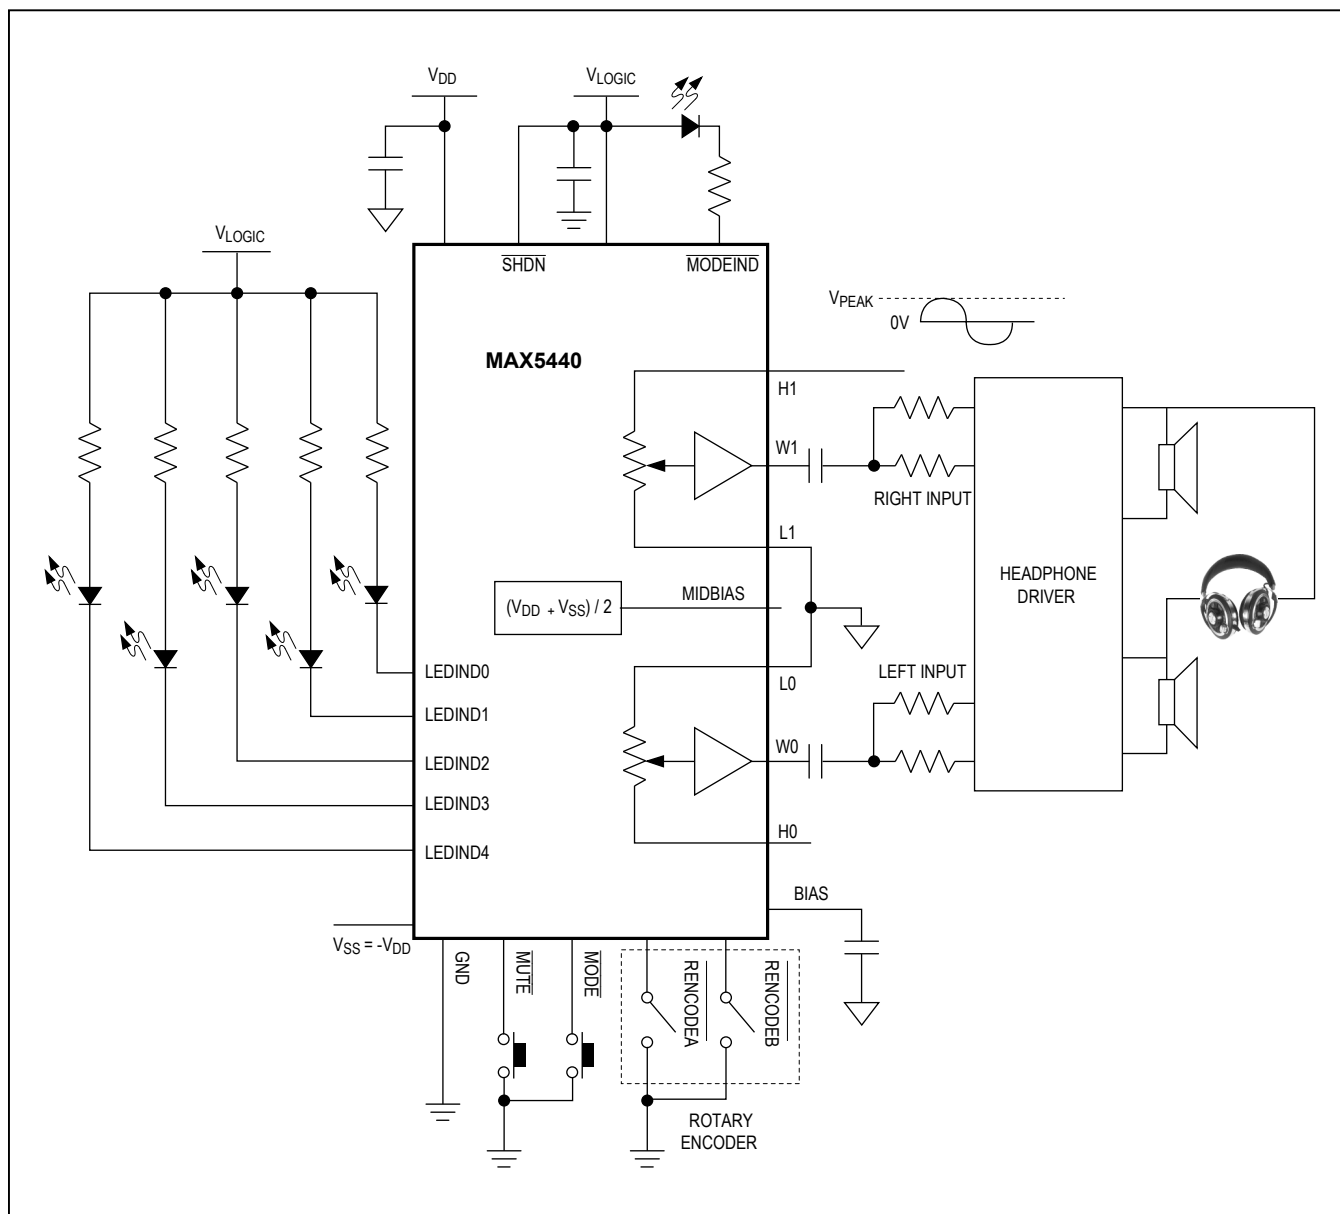 VDD
VLOGIC
VLOGIC
SHDN
MODEIND
VPEAK
0V
MAX5440
H1
W1
RIGHT INPUT
L1
HEADPHONE
DRIVER
(VDD + VSS) / 2
MIDBIAS
LEDIND0
LEDIND1
LEDIND2
LEDIND3
LEDIND4
L0
LEFT INPUT
W0
H0
BIAS
VSS = -VDD
GND
MUTE
MODE
RENCODEA
RENCODEB
ROTARY
ENCODER